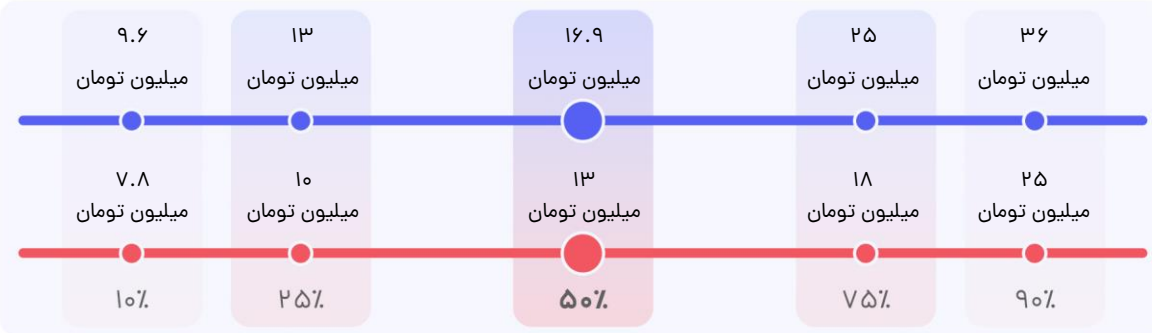 ۹.۶ ۱۳ ۱۶.۹ ۲۵ ۳۶
میلیون تومان میلیون تومان میلیون تومان میلیون تومان میلیون تومان
۷.۸ ۱۰ ۱۳ ۱۸ ۲۵
میلیون تومان میلیون تومان میلیون تومان میلیون تومان میلیون تومان
۱۰٪ ۲۵٪ ۵۰٪ ۷۵٪ ۹۰٪